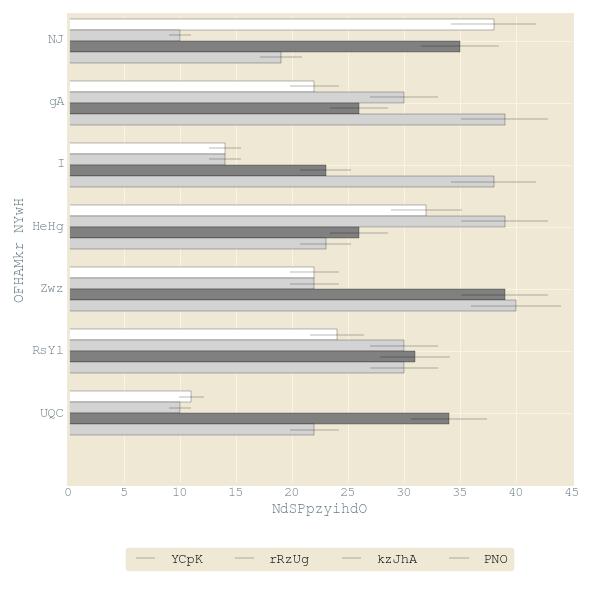 NJ
gA
I
HeHg
Zwz
RsYl
UQC
OFHAMkr NYwH
0 5 10 15 20 25 30 35 40 45
NdSPpzyihdO
YCpK rRzUg kzJhA PNO